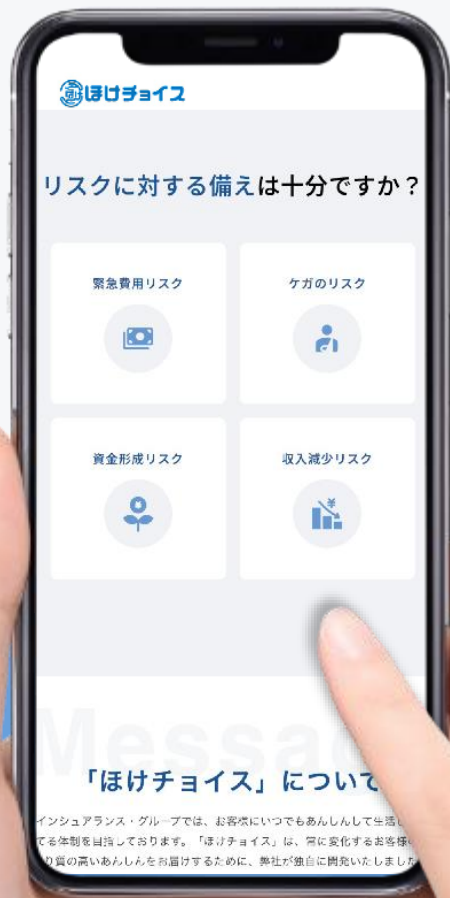 ほけチョイス
リスクに対する備えは十分ですか？
緊急費用リスク
ケガのリスク
資金形成リスク
収入減少リスク
¥
Messa
「ほけチョイス」について
インシュアランス・グループでは、お客様にいつでもあんしんして生活し
てる体制を目指しております。「ほけチョイス」は、常に変化するお客様
り質の高いあんしんをお届けするために、弊社が独自に開発いたしました